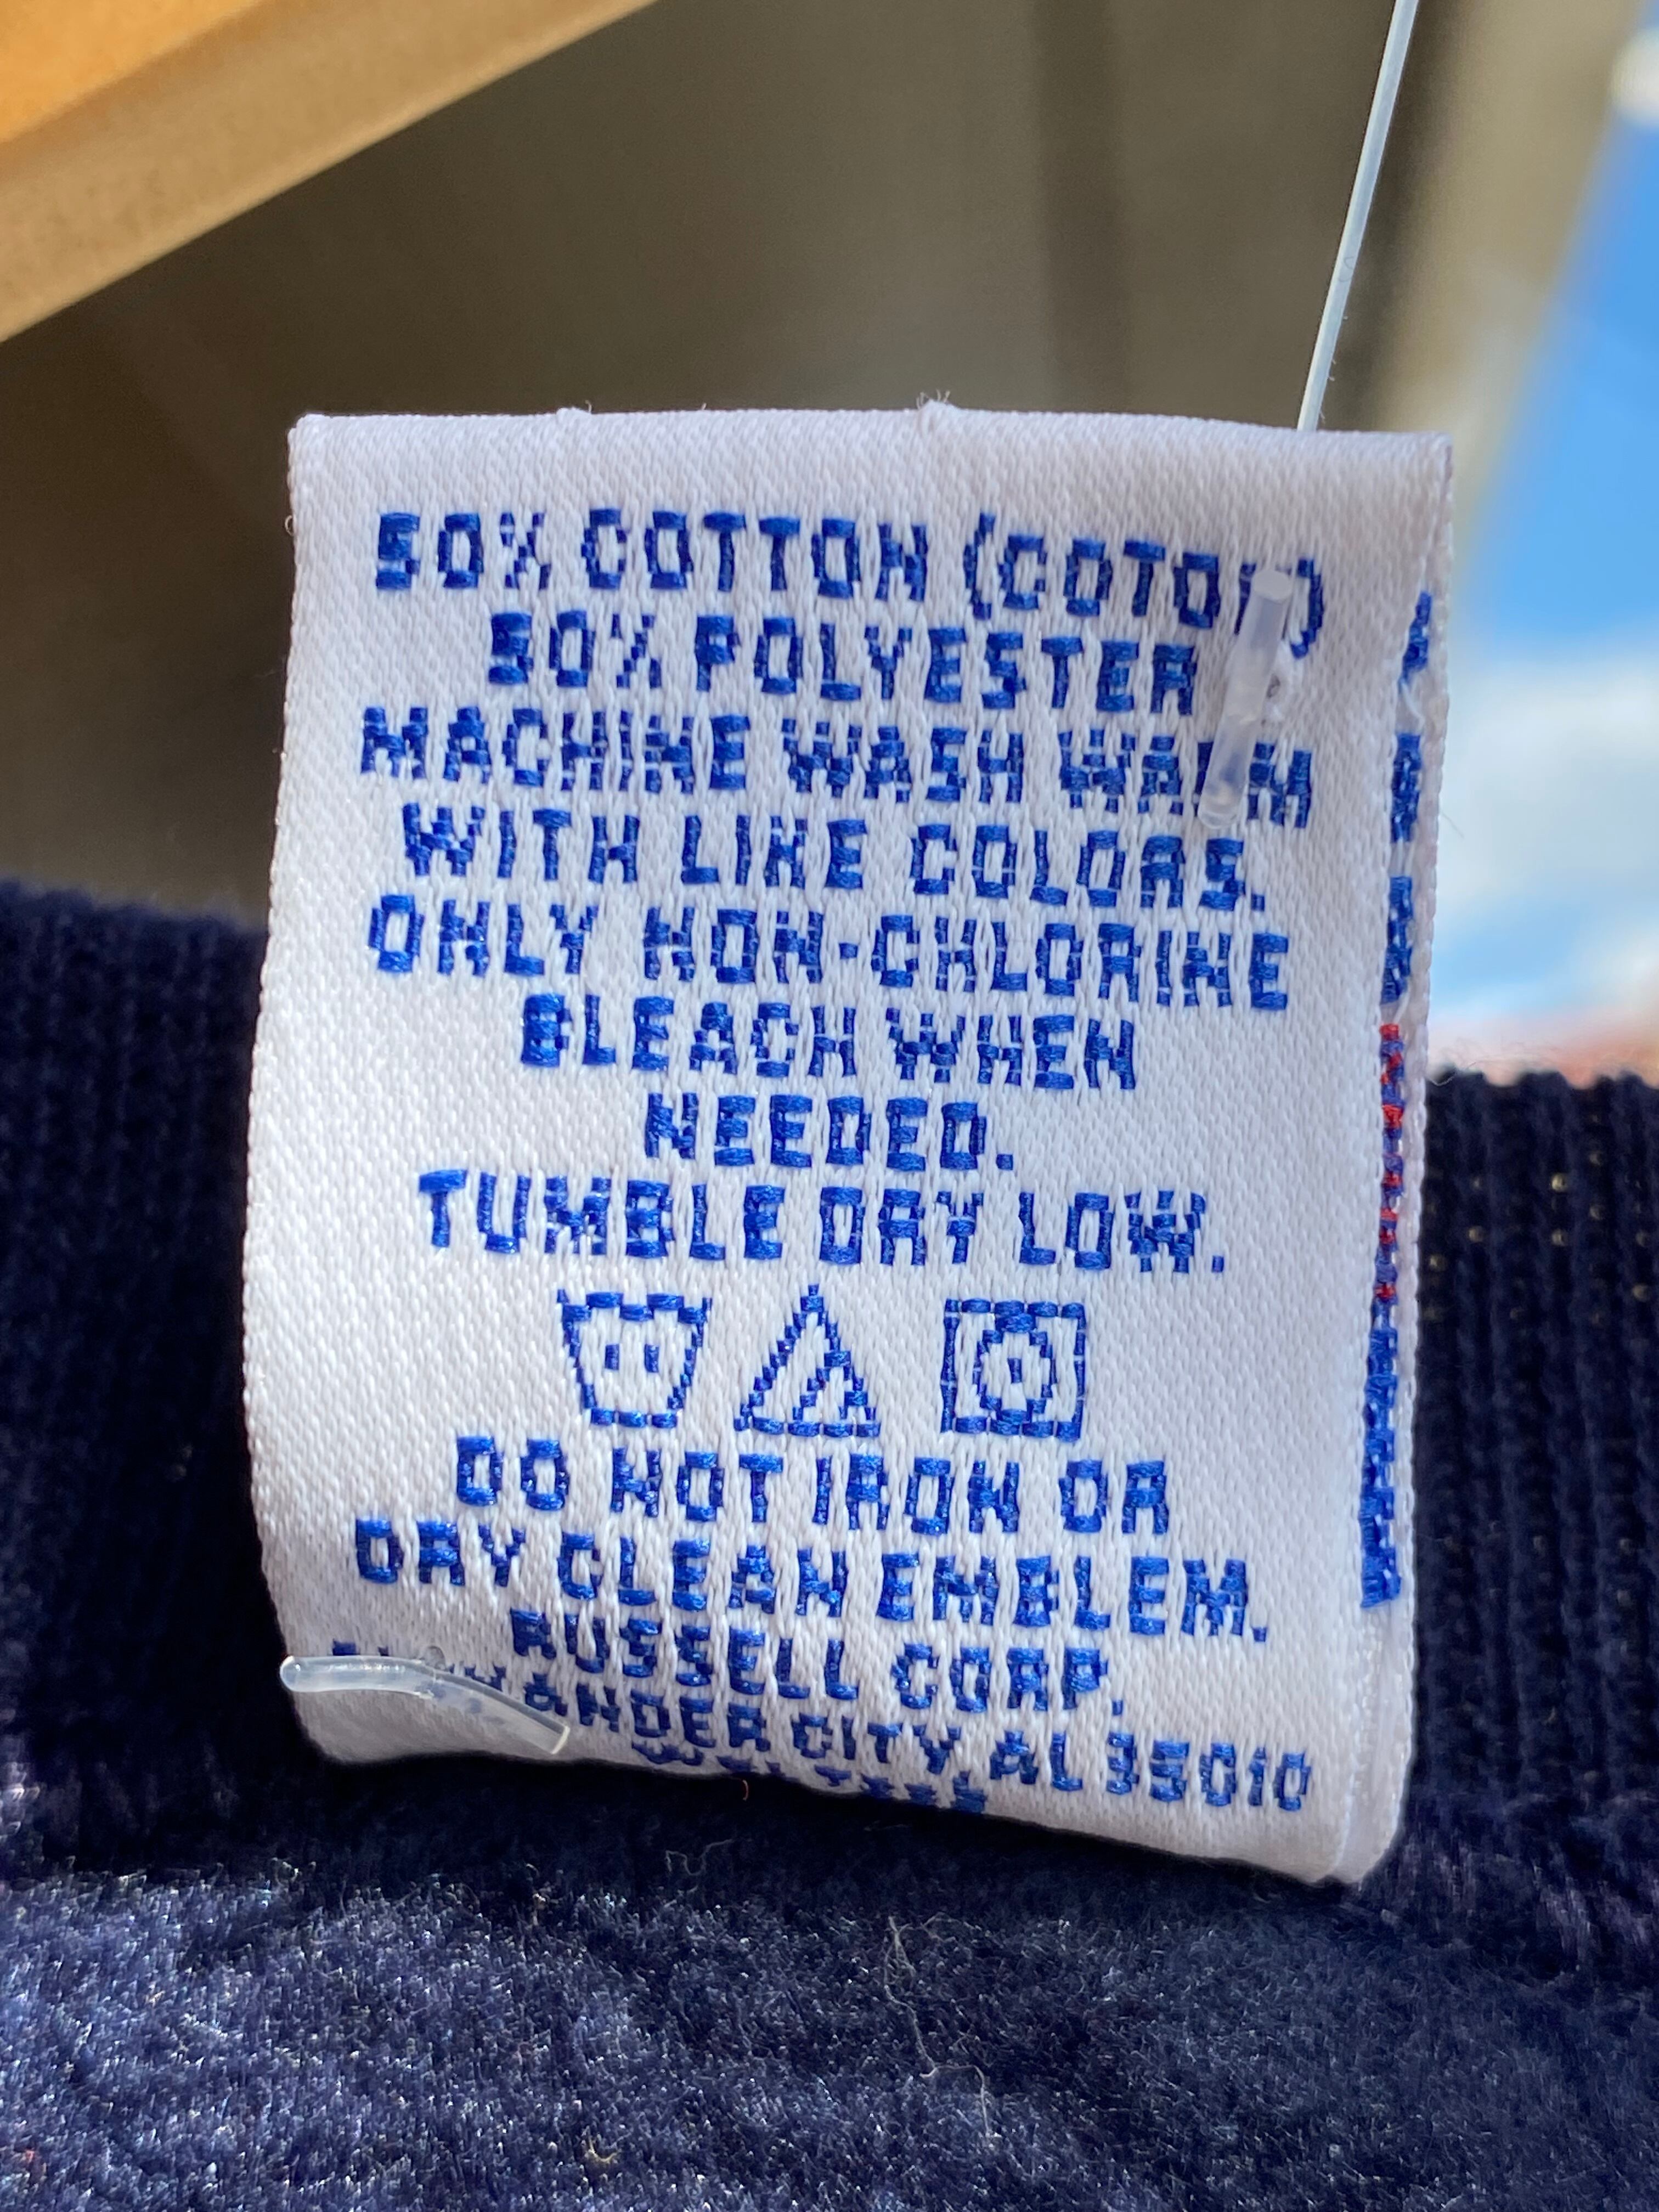 50% COTTON (COTON)
50% POLYESTER
MACHINE WASH WARM
WITH LIKE COLORS.
ONLY NON-CHLORINE
BLEACH WHEN
NEEDED.
TUMBLE DRY LOW.
DO NOT IRON OR
DRY CLEAN EMBLEM.
RUSSELL CORP.
CITY AL 35010